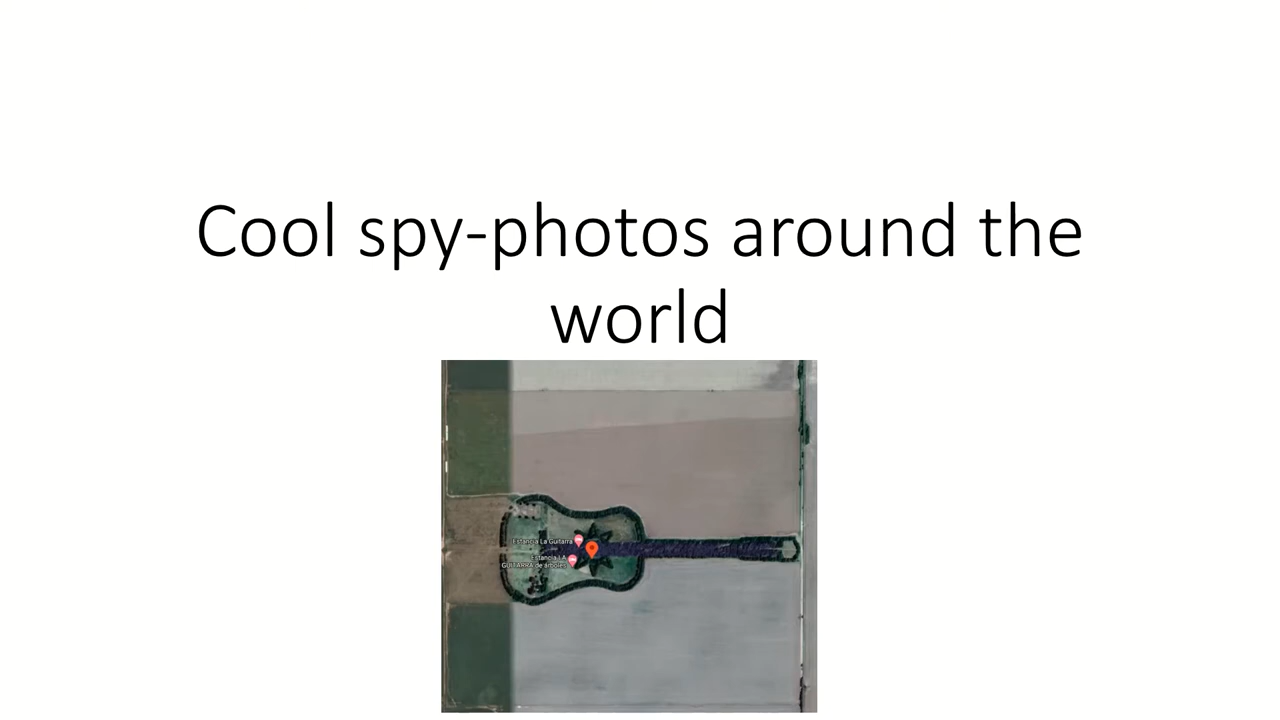 Cool spy-photos around the
world
Estancia La Guitarra
Estancia LA
GUITARRA de árboles